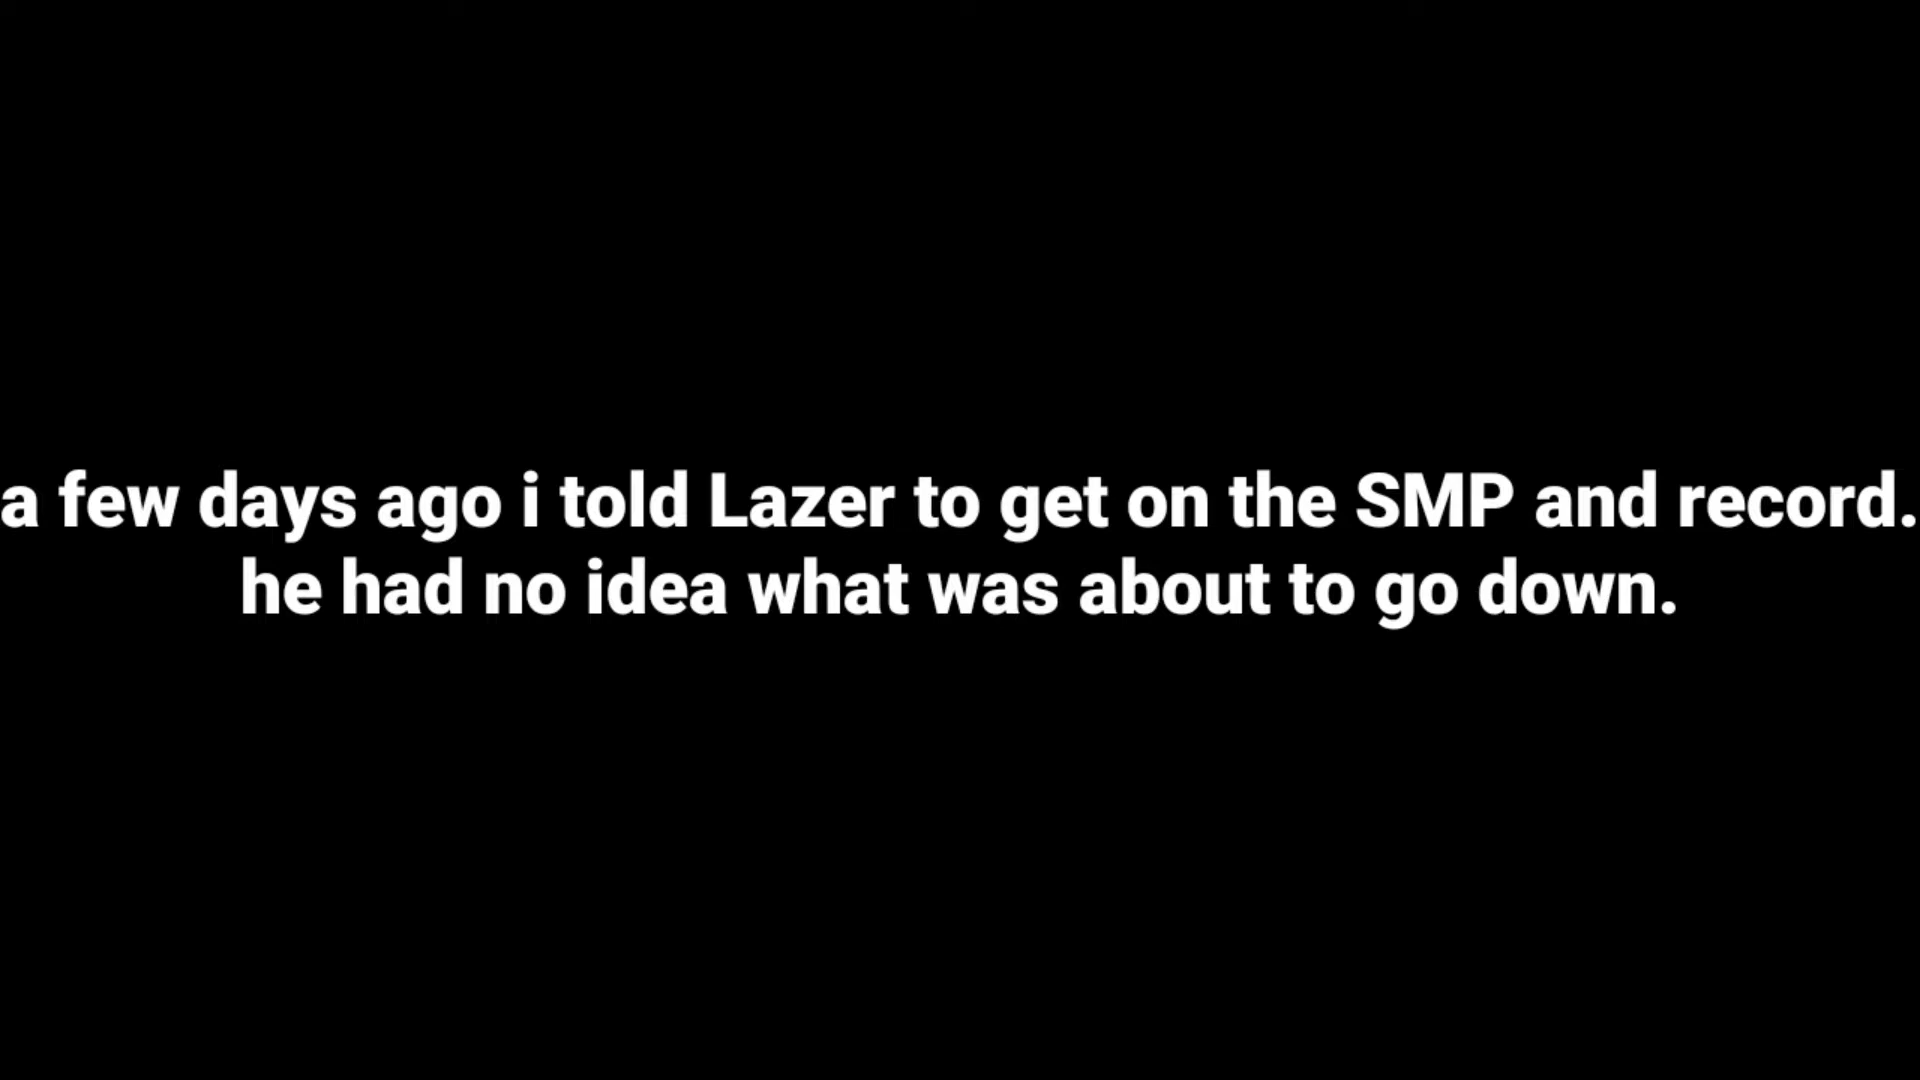 a few days ago i told Lazer to get on the SMP and record.
he had no idea what was about to go down.